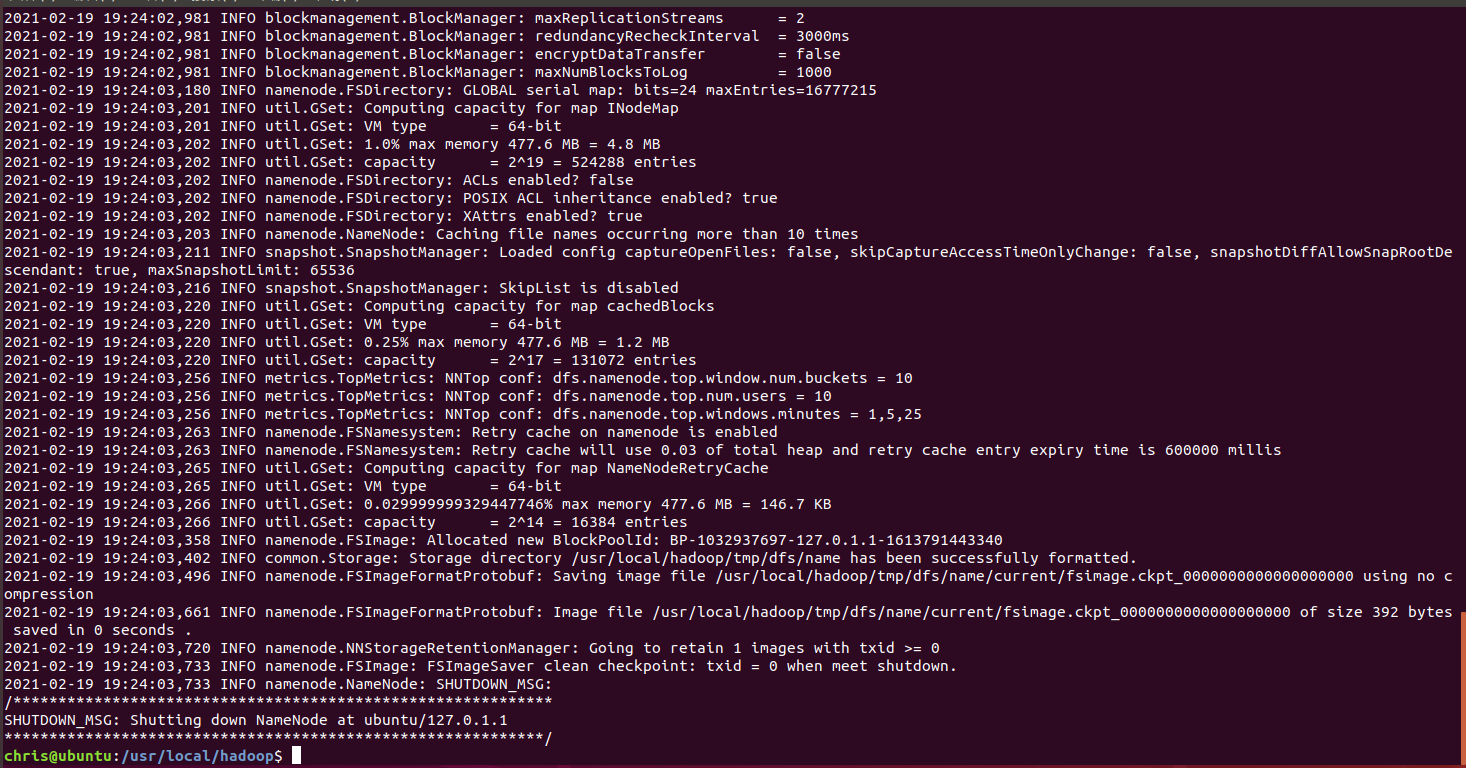 2021-02-19 19:24:02,981 INFO blockmanagement.BlockManager: maxReplicationStreams      = 2
2021-02-19 19:24:02,981 INFO blockmanagement.BlockManager: redundancyRecheckInterval  = 3000ms
2021-02-19 19:24:02,981 INFO blockmanagement.BlockManager: encryptDataTransfer        = false
2021-02-19 19:24:02,981 INFO blockmanagement.BlockManager: maxNumBlocksToLog          = 1000
2021-02-19 19:24:03,180 INFO namenode.FSDirectory: GLOBAL serial map: bits=24 maxEntries=16777215
2021-02-19 19:24:03,201 INFO util.GSet: Computing capacity for map INodeMap
2021-02-19 19:24:03,201 INFO util.GSet: VM type       = 64-bit
2021-02-19 19:24:03,202 INFO util.GSet: 1.0% max memory 477.6 MB = 4.8 MB
2021-02-19 19:24:03,202 INFO util.GSet: capacity      = 2^19 = 524288 entries
2021-02-19 19:24:03,202 INFO namenode.FSDirectory: ACLs enabled? false
2021-02-19 19:24:03,202 INFO namenode.FSDirectory: POSIX ACL inheritance enabled? true
2021-02-19 19:24:03,202 INFO namenode.FSDirectory: XAttrs enabled? true
2021-02-19 19:24:03,203 INFO namenode.NameNode: Caching file names occurring more than 10 times
2021-02-19 19:24:03,211 INFO snapshot.SnapshotManager: Loaded config captureOpenFiles: false, skipCaptureAccessTimeOnlyChange: false, snapshotDiffAllowSnapRootDe
scendant: true, maxSnapshotLimit: 65536
2021-02-19 19:24:03,216 INFO snapshot.SnapshotManager: SkipList is disabled
2021-02-19 19:24:03,220 INFO util.GSet: Computing capacity for map cachedBlocks
2021-02-19 19:24:03,220 INFO util.GSet: VM type       = 64-bit
2021-02-19 19:24:03,220 INFO util.GSet: 0.25% max memory 477.6 MB = 1.2 MB
2021-02-19 19:24:03,220 INFO util.GSet: capacity      = 2^17 = 131072 entries
2021-02-19 19:24:03,256 INFO metrics.TopMetrics: NNTop conf: dfs.namenode.top.window.num.buckets = 10
2021-02-19 19:24:03,256 INFO metrics.TopMetrics: NNTop conf: dfs.namenode.top.num.users = 10
2021-02-19 19:24:03,256 INFO metrics.TopMetrics: NNTop conf: dfs.namenode.top.windows.minutes = 1,5,25
2021-02-19 19:24:03,263 INFO namenode.FSNamesystem: Retry cache on namenode is enabled
2021-02-19 19:24:03,263 INFO namenode.FSNamesystem: Retry cache will use 0.03 of total heap and retry cache entry expiry time is 600000 millis
2021-02-19 19:24:03,265 INFO util.GSet: Computing capacity for map NameNodeRetryCache
2021-02-19 19:24:03,265 INFO util.GSet: VM type       = 64-bit
2021-02-19 19:24:03,266 INFO util.GSet: 0.029999999329447746% max memory 477.6 MB = 146.7 KB
2021-02-19 19:24:03,266 INFO util.GSet: capacity      = 2^14 = 16384 entries
2021-02-19 19:24:03,358 INFO namenode.FSImage: Allocated new BlockPoolId: BP-1032937697-127.0.1.1-1613791443340
2021-02-19 19:24:03,402 INFO common.Storage: Storage directory /usr/local/hadoop/tmp/dfs/name has been successfully formatted.
2021-02-19 19:24:03,496 INFO namenode.FSImageFormatProtobuf: Saving image file /usr/local/hadoop/tmp/dfs/name/current/fsimage.ckpt_0000000000000000000 using no c
ompression
2021-02-19 19:24:03,661 INFO namenode.FSImageFormatProtobuf: Image file /usr/local/hadoop/tmp/dfs/name/current/fsimage.ckpt_0000000000000000000 of size 392 bytes
 saved in 0 seconds .
2021-02-19 19:24:03,720 INFO namenode.NNStorageRetentionManager: Going to retain 1 images with txid >= 0
2021-02-19 19:24:03,733 INFO namenode.FSImage: FSImageSaver clean checkpoint: txid = 0 when meet shutdown.
2021-02-19 19:24:03,733 INFO namenode.NameNode: SHUTDOWN_MSG:
/************************************************************
SHUTDOWN_MSG: Shutting down NameNode at ubuntu/127.0.1.1
************************************************************/
chris@ubuntu:/usr/local/hadoop$